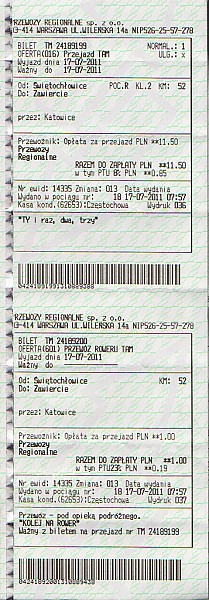 RZEWOZY REGIONALNE sp. z o.o.
3-414 WARSZAWA UL.WILEŃSKA 14a NIP526-25-57-278
BILET TM 24189199 NORMAL.: 1
OFERTA(016) Przejazd TAM ULG.: x
Wyjazd dnia 17-07-2011
Ważny do 17-07-2011
Od: Świętochłowice POC.R KL.2 KM: 52
Do: Zawiercie
przez: Katowice
Przewoźnik: Opłata za przejazd PLN **11.50
Przewozy
Regionalne
RAZEM DO ZAPŁATY PLN **11.50
w tym PTU 8% PLN **0.85
Nr ewid: 14335 Zmiana: 013 Data wydania
Wydano w pociągu nr: 18 17-07-2011 07:57
Kasa kond.(62653):Częstochowa Wydruk 036
"TY i raz, dwa, trzy"
RZEWOZY REGIONALNE sp. z o.o.
3-414 WARSZAWA UL.WILEŃSKA 14a NIP526-25-57-278
BILET TM 24189200
OFERTA(601) PRZEWÓZ ROWERU TAM
Wyjazd dnia 17-07-2011
Ważny do
Od: Świętochłowice KM: 52
Do: Zawiercie
przez: Katowice
Przewoźnik: Opłata za przejazd PLN **1.00
Przewozy
Regionalne
RAZEM DO ZAPŁATY PLN **1.00
w tym PTU23% PLN **0.19
Nr ewid: 14335 Zmiana: 013 Data wydania
Wydano w pociągu nr: 18 17-07-2011 07:57
Kasa kond.(62653):Częstochowa Wydruk 037
Przewóz - pod opieką podróżnego.
"KOLEJ NA ROWER"
Ważny z biletem na przejazd nr TM 24189199